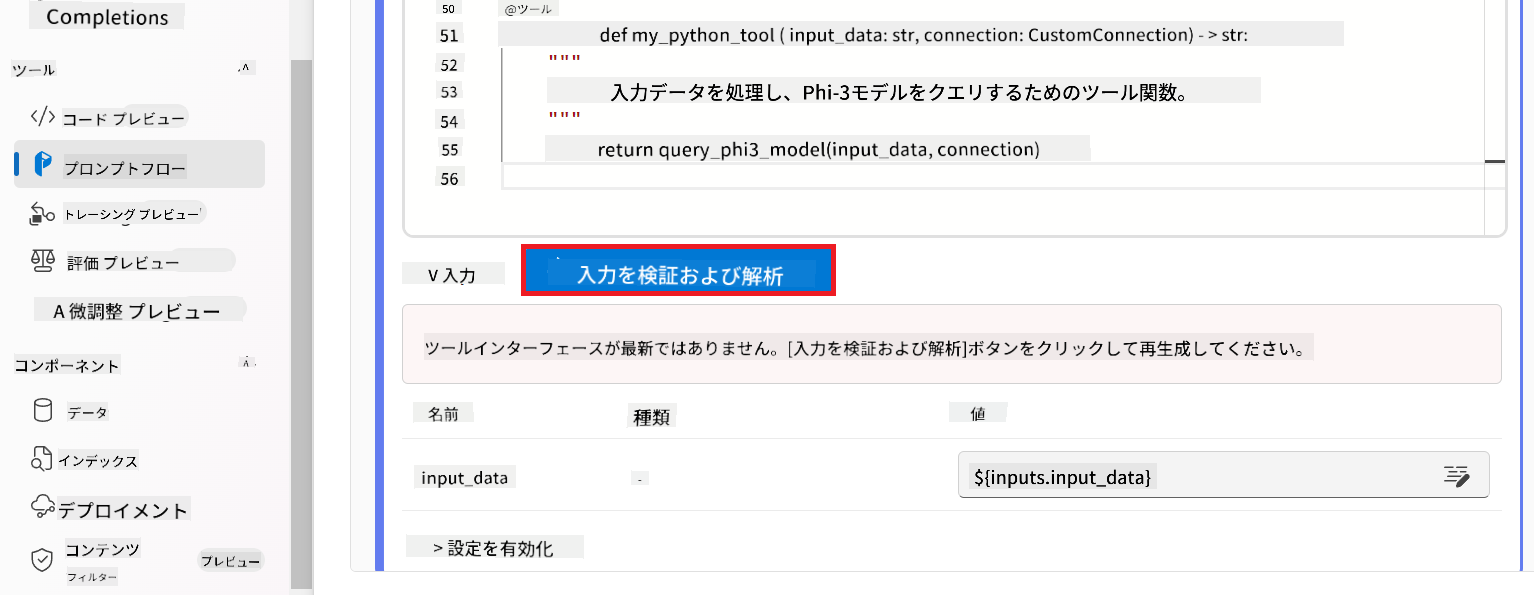 Completions
ツール
コード プレビュー
プロンプトフロー
トレーシング プレビュー
評価 プレビュー
A 微調整 プレビュー
コンポーネント
データ
インデックス
デプロイメント
コンテンツ
フィルター
プレビュー
50 @ツール
51 def my_python_tool ( input_data: str, connection: CustomConnection) - > str:
52 """
53 入力データを処理し、Phi-3モデルをクエリするためのツール関数。
54 """
55 return query_phi3_model(input_data, connection)
56
V 入力 入力を検証および解析
ツールインターフェースが最新ではありません。[入力を検証および解析]ボタンをクリックして再生成してください。
名前 種類 値
input_data - ${inputs.input_data}
> 設定を有効化